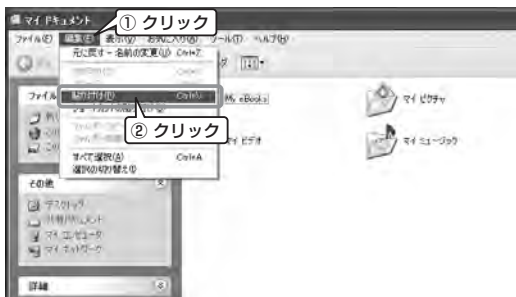 マイ ドキュメント
① クリック
ファイル(F) 編集(E) 表示(V) お気に入り(A) ツール(T) ヘルプ(H)
元に戻す - 名前の変更(U) Ctrl+Z
貼り付け(P) Ctrl+V
My eBooks
マイ ピクチャ
② クリック
マイ ビデオ
マイ ミュージック
すべて選択(A) Ctrl+A
選択の切り替え(I)
その他
デスクトップ
共有ドキュメント
マイ コンピュータ
マイ ネットワーク
詳細